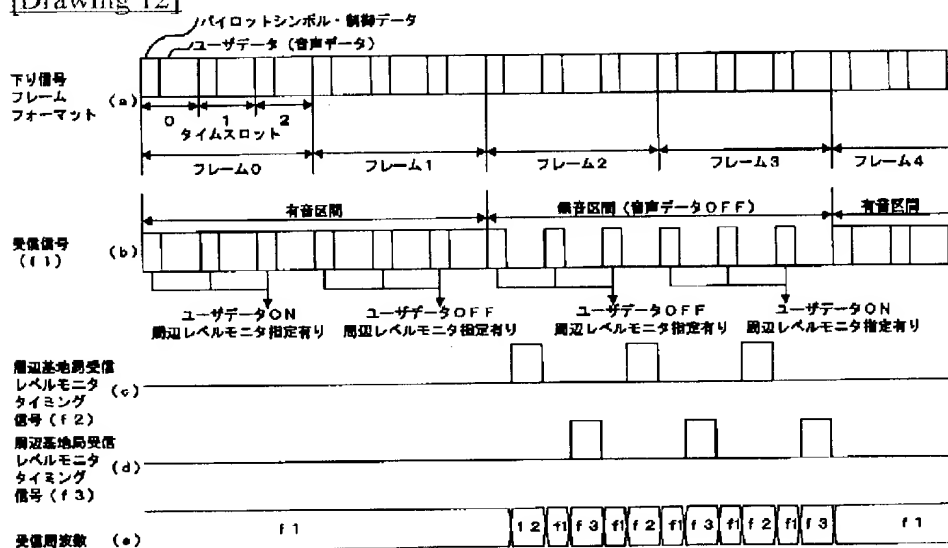 [Drawing 12]
パイロットシンボル・制御データ
ユーザデータ（音声データ）
下り信号
フレーム
フォーマット
(a)
0 1 2
タイムスロット
フレーム0 フレーム1 フレーム2 フレーム3 フレーム4
有音区間 無音区間（音声データOFF） 有音区間
受信信号
(f1)
(b)
ユーザデータON
周辺レベルモニタ指定有り
ユーザデータOFF
周辺レベルモニタ指定有り
ユーザデータOFF
周辺レベルモニタ指定有り
ユーザデータON
周辺レベルモニタ指定有り
周辺基地局受信
レベルモニタ
タイミング
信号(f2)
(c)
周辺基地局受信
レベルモニタ
タイミング
信号(f3)
(d)
受信周波数 (e)
f1 f2 f1 f3 f1 f2 f1 f3 f1 f2 f1 f3 f1